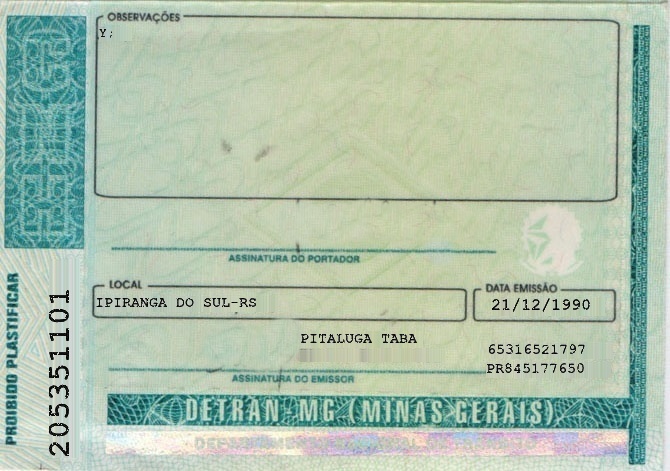 OBSERVAÇÕES
Y;
ASSINATURA DO PORTADOR
LOCAL
IPIRANGA DO SUL-RS
DATA EMISSÃO
21/12/1990
PITALUGA TABA
65316521797
PR845177650
ASSINATURA DO EMISSOR
DETRAN-MG (MINAS GERAIS)
PROIBIDO PLASTIFICAR
205351101